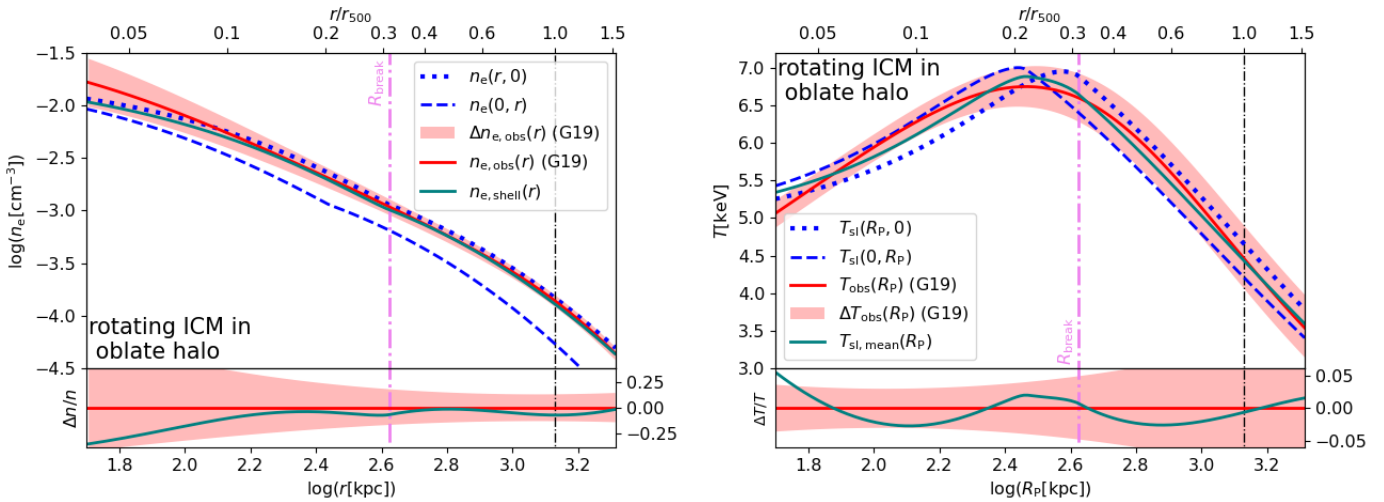 r/r500
0.05 0.1 0.2 0.3 0.4 0.6 1.0 1.5
−1.5
−2.0
−2.5
−3.0
−3.5
−4.0
−4.5
log(ne[cm−3])
Rbreak
ne(r, 0)
ne(0, r)
Δne,obs(r) (G19)
ne,obs(r) (G19)
ne,shell(r)
rotating ICM in
oblate halo
Δn/n
0.25
0.00
−0.25
1.8 2.0 2.2 2.4 2.6 2.8 3.0 3.2
log(r[kpc])
r/r500
0.05 0.1 0.2 0.3 0.4 0.6 1.0 1.5
rotating ICM in
oblate halo
7.0
6.5
6.0
5.5
5.0
4.5
4.0
3.5
3.0
T[keV]
Tsl(RP, 0)
Tsl(0, RP)
Tobs(RP) (G19)
ΔTobs(RP) (G19)
Tsl,mean(RP)
Rbreak
ΔT/T
0.05
0.00
−0.05
1.8 2.0 2.2 2.4 2.6 2.8 3.0 3.2
log(RP[kpc])